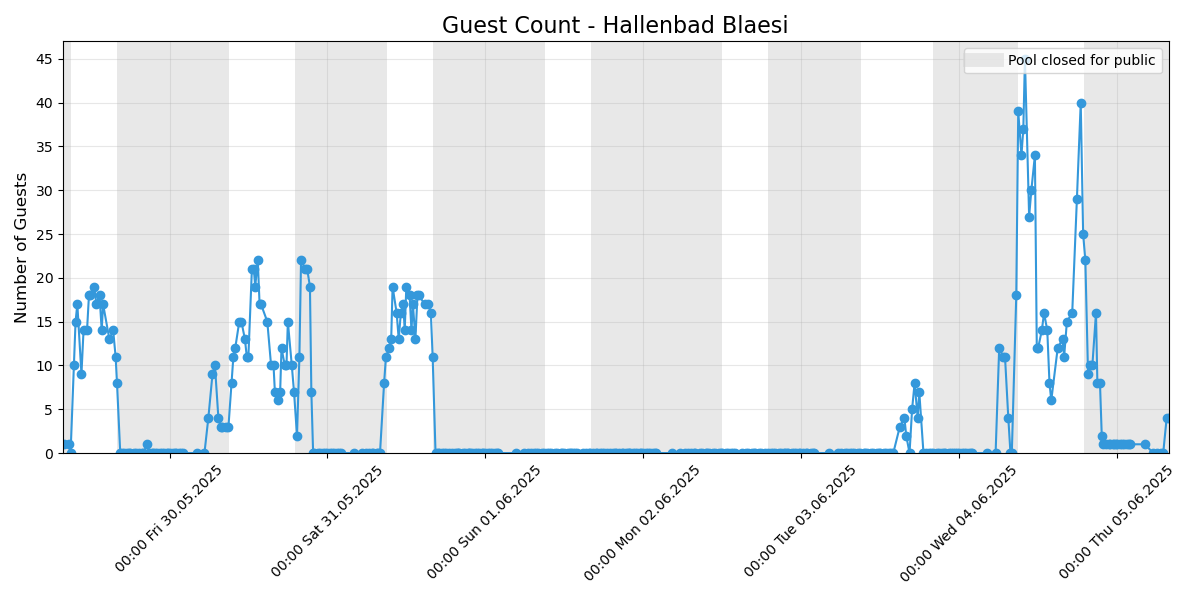 Guest Count - Hallenbad Blaesi
Pool closed for public
Number of Guests
45
40
35
30
25
20
15
10
5
0
00:00 Fri 30.05.2025
00:00 Sat 31.05.2025
00:00 Sun 01.06.2025
00:00 Mon 02.06.2025
00:00 Tue 03.06.2025
00:00 Wed 04.06.2025
00:00 Thu 05.06.2025